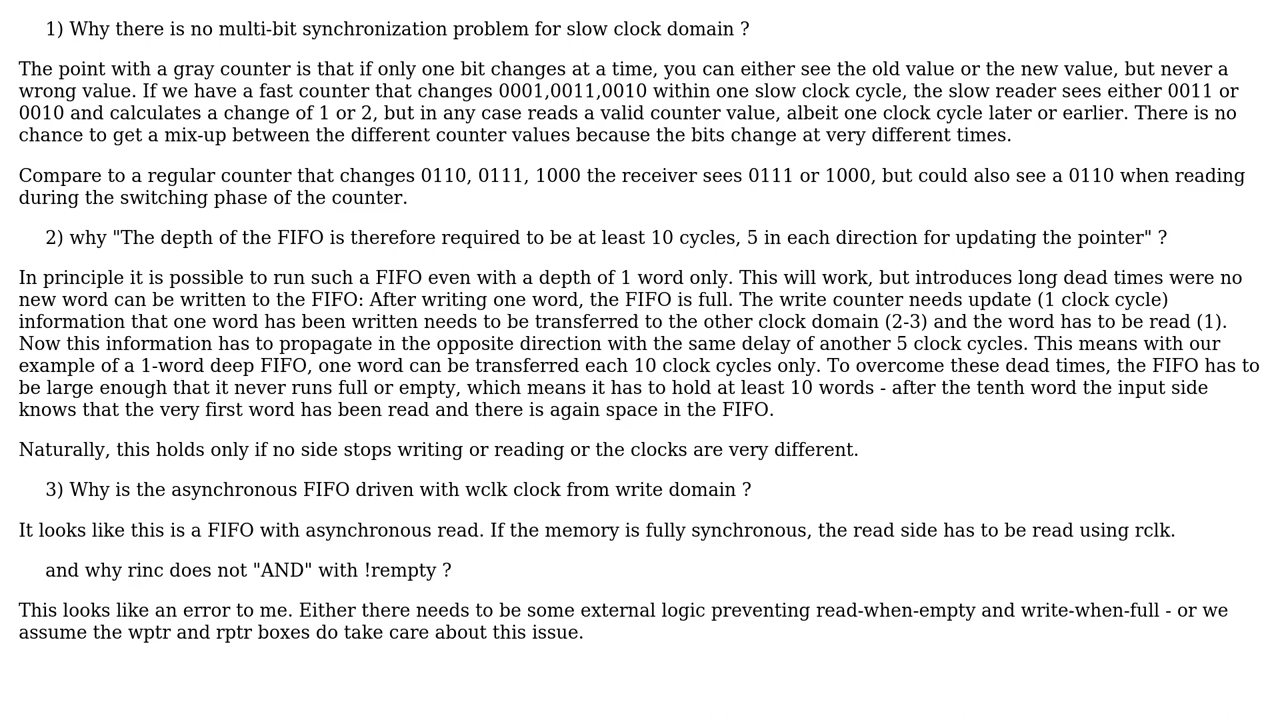 1) Why there is no multi-bit synchronization problem for slow clock domain ?
The point with a gray counter is that if only one bit changes at a time, you can either see the old value or the new value, but never a
wrong value. If we have a fast counter that changes 0001,0011,0010 within one slow clock cycle, the slow reader sees either 0011 or
0010 and calculates a change of 1 or 2, but in any case reads a valid counter value, albeit one clock cycle later or earlier. There is no
chance to get a mix-up between the different counter values because the bits change at very different times.
Compare to a regular counter that changes 0110, 0111, 1000 the receiver sees 0111 or 1000, but could also see a 0110 when reading
during the switching phase of the counter.
2) why "The depth of the FIFO is therefore required to be at least 10 cycles, 5 in each direction for updating the pointer" ?
In principle it is possible to run such a FIFO even with a depth of 1 word only. This will work, but introduces long dead times were no
new word can be written to the FIFO: After writing one word, the FIFO is full. The write counter needs update (1 clock cycle)
information that one word has been written needs to be transferred to the other clock domain (2-3) and the word has to be read (1).
Now this information has to propagate in the opposite direction with the same delay of another 5 clock cycles. This means with our
example of a 1-word deep FIFO, one word can be transferred each 10 clock cycles only. To overcome these dead times, the FIFO has to
be large enough that it never runs full or empty, which means it has to hold at least 10 words - after the tenth word the input side
knows that the very first word has been read and there is again space in the FIFO.
Naturally, this holds only if no side stops writing or reading or the clocks are very different.
3) Why is the asynchronous FIFO driven with wclk clock from write domain ?
It looks like this is a FIFO with asynchronous read. If the memory is fully synchronous, the read side has to be read using rclk.
and why rinc does not "AND" with !rempty ?
This looks like an error to me. Either there needs to be some external logic preventing read-when-empty and write-when-full - or we
assume the wptr and rptr boxes do take care about this issue.